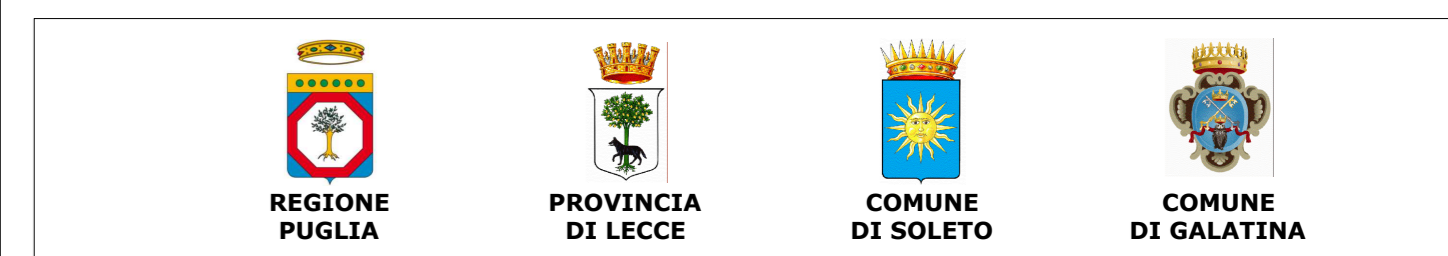 REGIONE
PUGLIA
PROVINCIA
DI LECCE
COMUNE
DI SOLETO
COMUNE
DI GALATINA